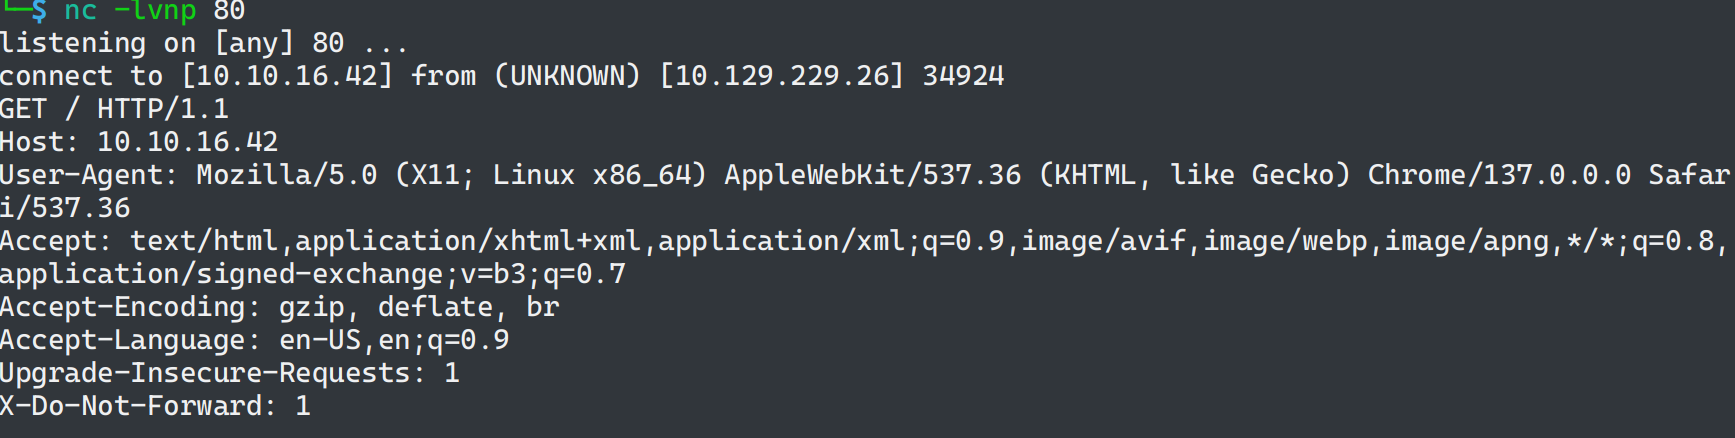 └─$ nc -lvnp 80
listening on [any] 80 ...
connect to [10.10.16.42] from (UNKNOWN) [10.129.229.26] 34924
GET / HTTP/1.1
Host: 10.10.16.42
User-Agent: Mozilla/5.0 (X11; Linux x86_64) AppleWebKit/537.36 (KHTML, like Gecko) Chrome/137.0.0.0 Safar
i/537.36
Accept: text/html,application/xhtml+xml,application/xml;q=0.9,image/avif,image/webp,image/apng,*/*;q=0.8,
application/signed-exchange;v=b3;q=0.7
Accept-Encoding: gzip, deflate, br
Accept-Language: en-US,en;q=0.9
Upgrade-Insecure-Requests: 1
X-Do-Not-Forward: 1